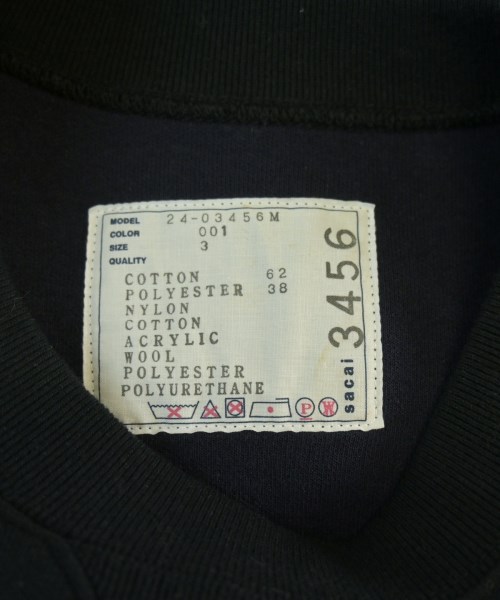 MODEL 24-03456M
COLOR 001
SIZE 3
QUALITY
COTTON 62
POLYESTER 38
NYLON
COTTON
ACRYLIC
WOOL
POLYESTER
POLYURETHANE
P W
sacai 3456